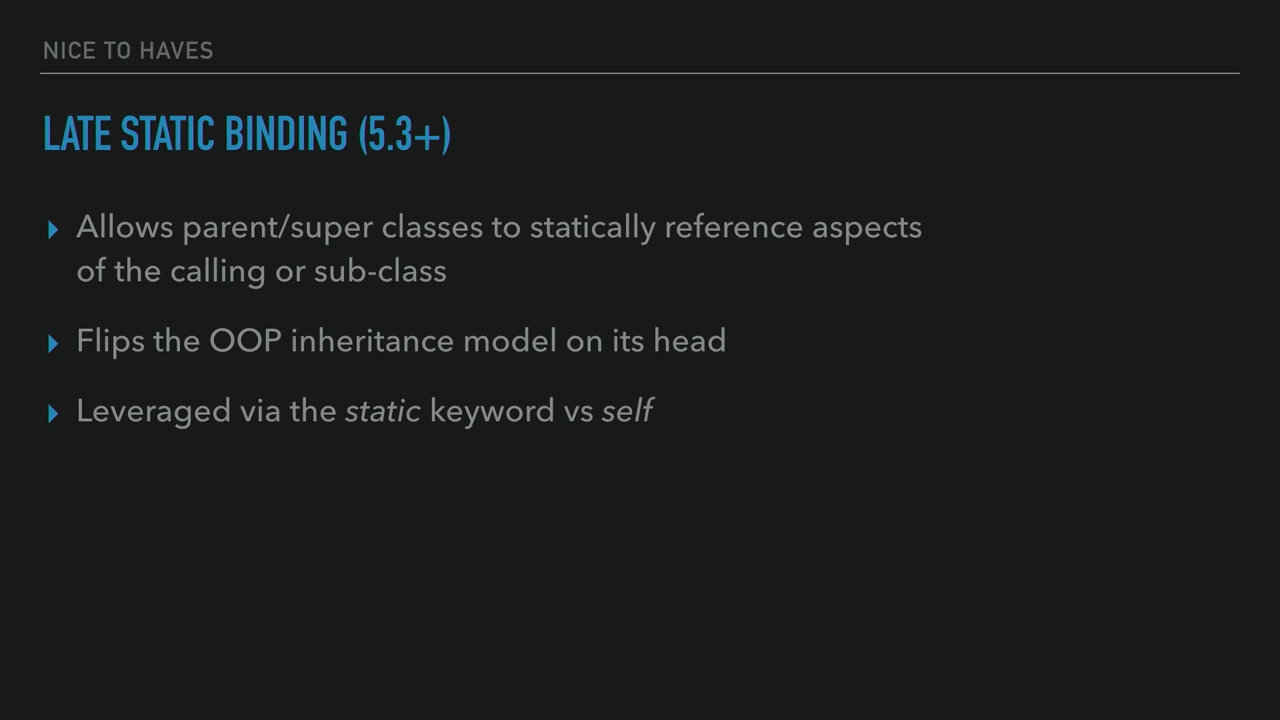 NICE TO HAVES
LATE STATIC BINDING (5.3+)
Allows parent/super classes to statically reference aspects
of the calling or sub-class
Flips the OOP inheritance model on its head
Leveraged via the static keyword vs self